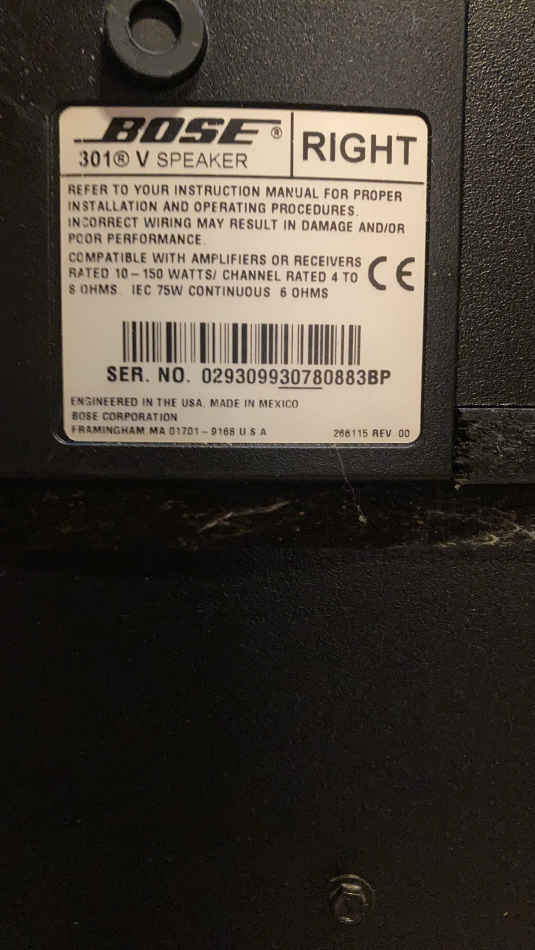 BOSE®
301® V SPEAKER
RIGHT
REFER TO YOUR INSTRUCTION MANUAL FOR PROPER
INSTALLATION AND OPERATING PROCEDURES.
INCORRECT WIRING MAY RESULT IN DAMAGE AND/OR
POOR PERFORMANCE.
COMPATIBLE WITH AMPLIFIERS OR RECEIVERS
RATED 10 – 150 WATTS/ CHANNEL RATED 4 TO
8 OHMS. IEC 75W CONTINUOUS 6 OHMS
CE
SER. NO. 029309930780883BP
ENGINEERED IN THE USA. MADE IN MEXICO
BOSE CORPORATION
FRAMINGHAM MA 01701 – 9168 U S A
266115 REV. 00